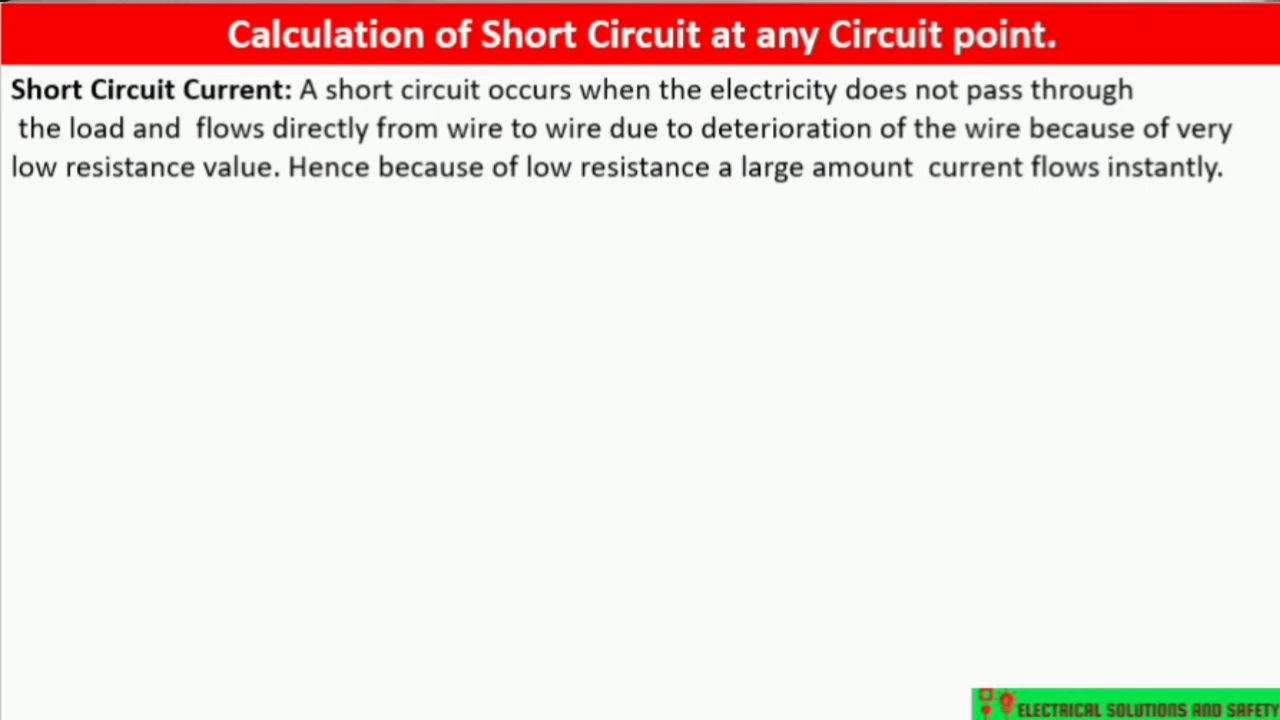 Calculation of Short Circuit at any Circuit point.
Short Circuit Current: A short circuit occurs when the electricity does not pass through
the load and flows directly from wire to wire due to deterioration of the wire because of very
low resistance value. Hence because of low resistance a large amount current flows instantly.
ELECTRICAL SOLUTIONS AND SAFETY